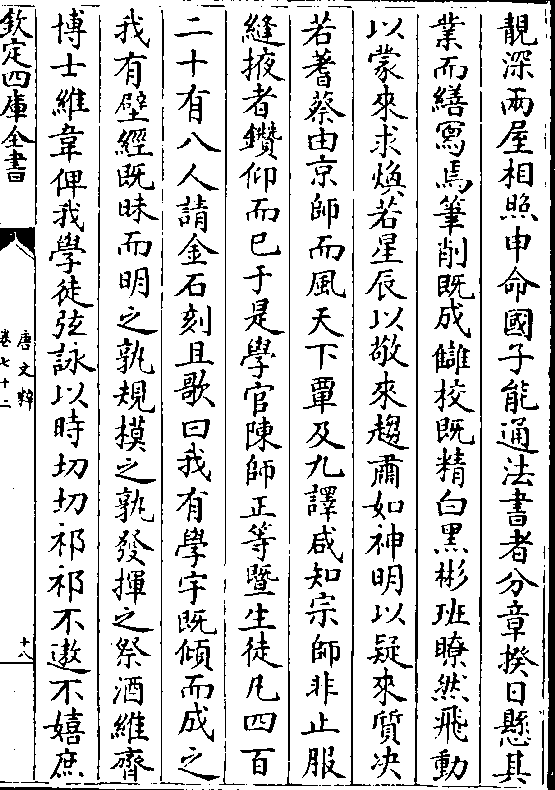 靚深兩屋相照申命國子能通法書者分章揆日懸其
業而繕寫焉筆削既成讎校既精白黑彬班瞭然飛動
以蒙來求煥若星辰以敬來趨肅如神明以疑來質決
若蓍蔡由京師而風天下覃及九譯咸知宗師非止服
縫掖者鑽仰而已于是學官陳師正等暨生徒凡四百
二十有八人請金石刻且歌曰我有學宇既傾而成之
我有壁經既昧而明之孰規模之孰發揮之祭酒維齊
博士維韋俾我學徒弦詠以時切切祁祁不遨不嬉庶
欽定四庫全書
唐文粹
卷七十二
十八